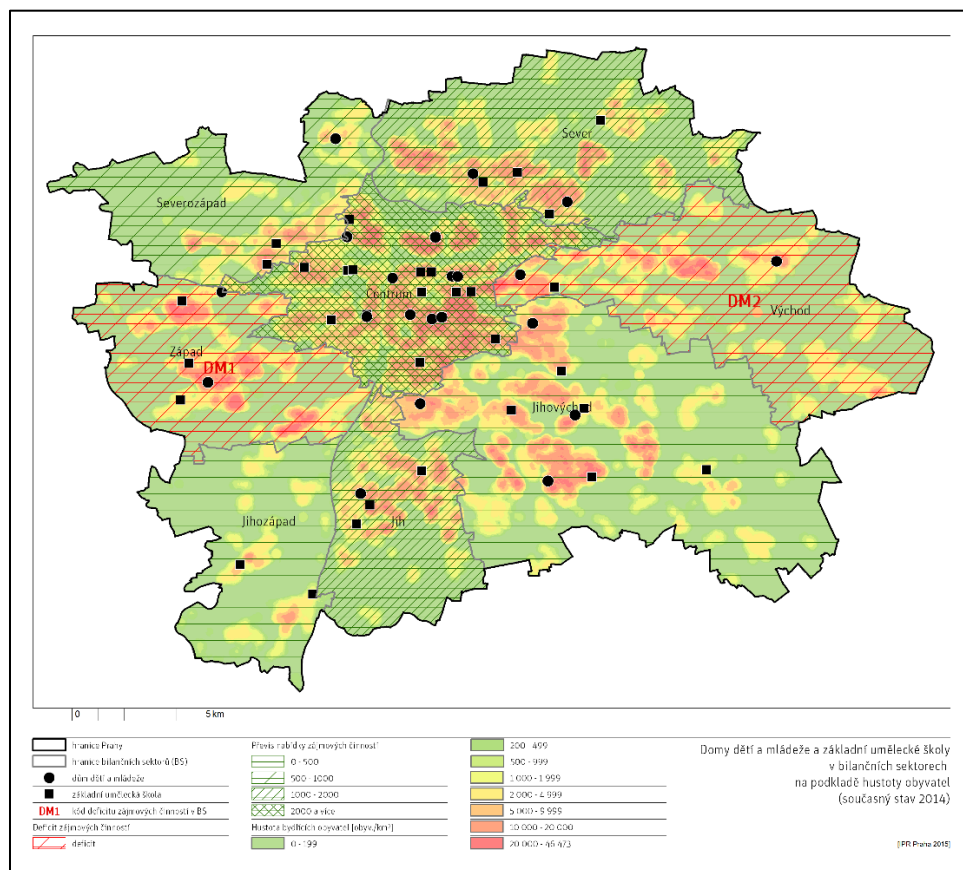 Sever
Severozápad
Centrum
DM2
Východ
Západ
DM1
Jihovýchod
Jihozápad
Jih
0 5 km
hranice Prahy
hranice bilančních sektorů (BS)
dům dětí a mládeže
základní umělecká škola
DM1 kód deficitu zájmových činností v BS
Deficit zájmových činností
deficit
Převis nabídky zájmových činností
0 - 500
500 - 1000
1000 - 2000
2000 a více
Hustota bydlících obyvatel [obyv./km²]
0 - 199
200 - 499
500 - 999
1 000 - 1 999
2 000 - 4 999
5 000 - 9 999
10 000 - 20 000
20 000 - 46 473
Domy dětí a mládeže a základní umělecké školy
v bilančních sektorech
na podkladě hustoty obyvatel
(současný stav 2014)
[IPR Praha 2015]